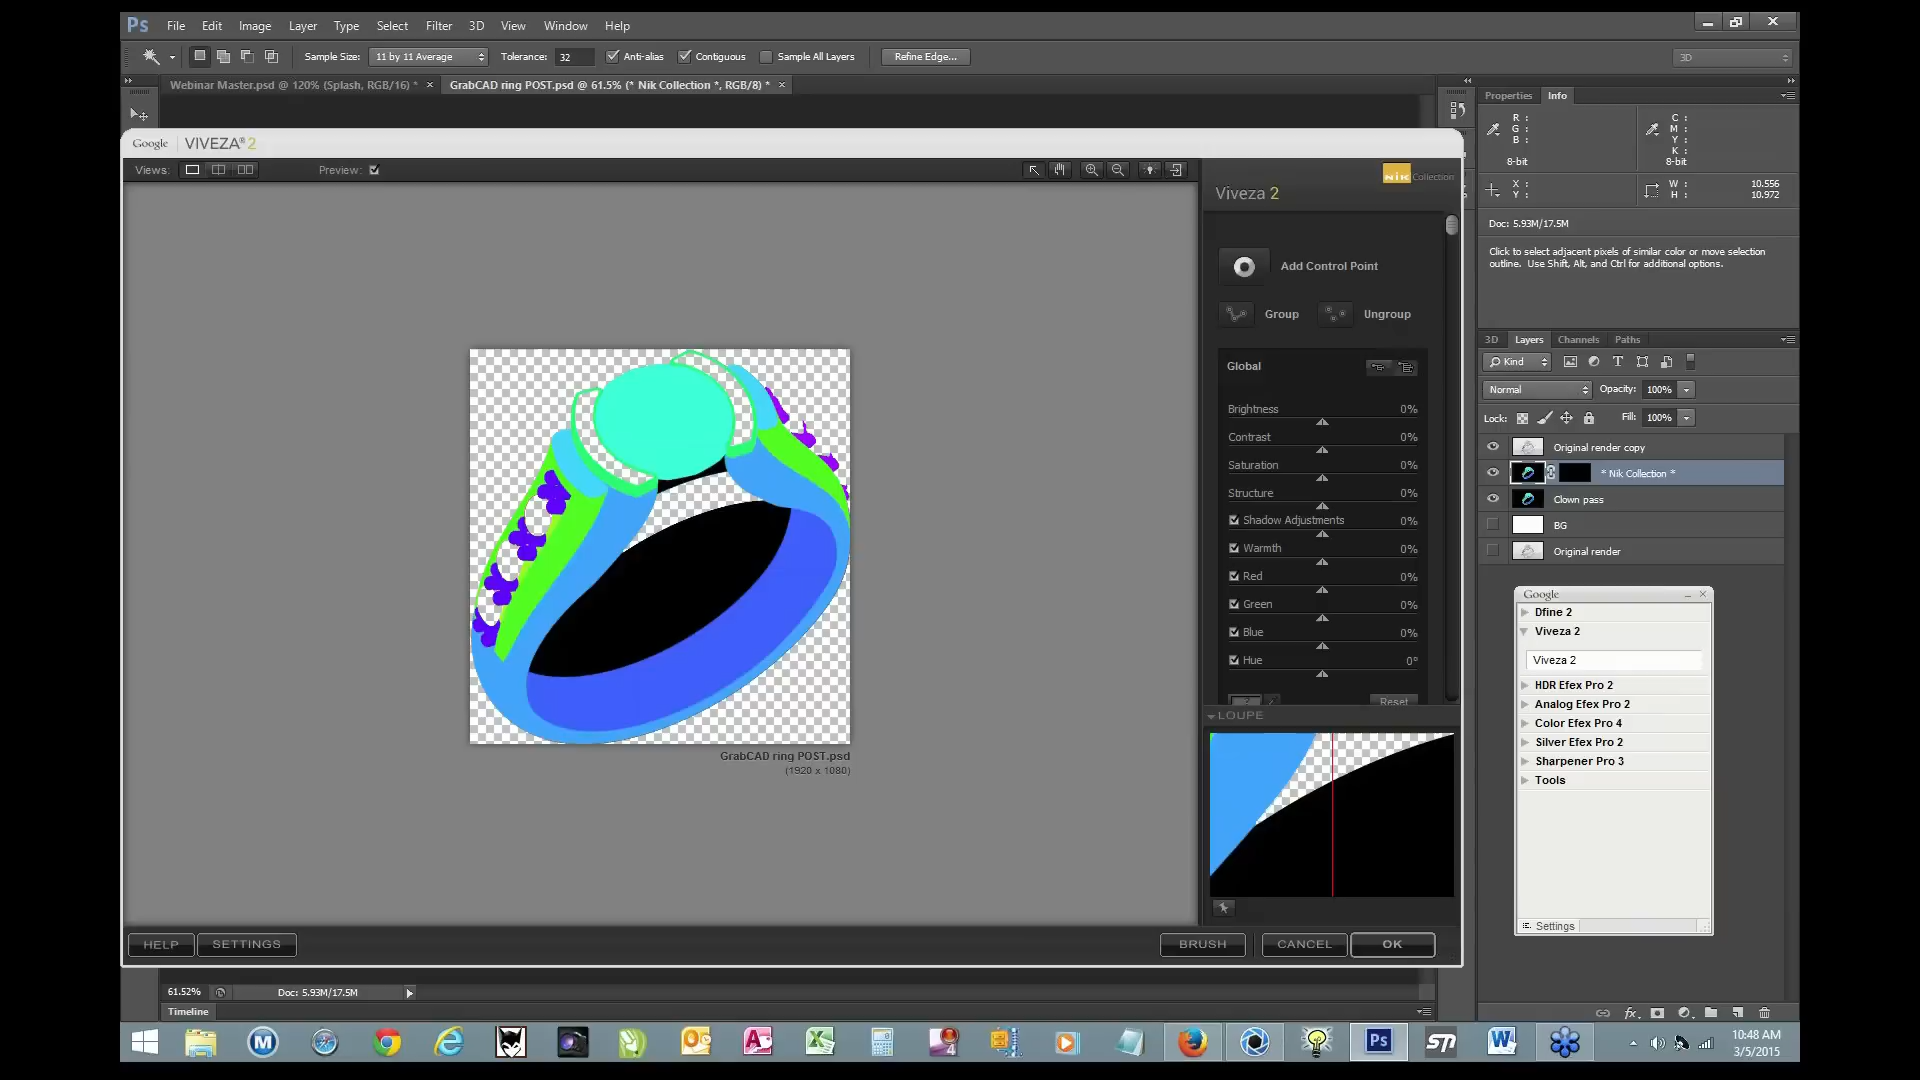 Ps File Edit Image Layer Type Select Filter 3D View Window Help
Sample Size: 11 by 11 Average Tolerance: 32 Anti-alias Contiguous Sample All Layers Refine Edge... 3D
Webinar Master.psd @ 120% (Splash, RGB/16) * × GrabCAD ring POST.psd @ 61.5% (* Nik Collection *, RGB/8) * ×
Google VIVEZA® 2
Views: Preview:
Nik Collection
Viveza 2
Add Control Point
Group Ungroup
Global
Brightness 0%
Contrast 0%
Saturation 0%
Structure 0%
Shadow Adjustments 0%
Warmth 0%
Red 0%
Green 0%
Blue 0%
Hue 0°
Reset
LOUPE
GrabCAD ring POST.psd
(1920 x 1080)
HELP SETTINGS BRUSH CANCEL OK
61.52% Doc: 5.93M/17.5M
Timeline
Properties Info
R : C :
G : M :
B : Y :
K :
8-bit 8-bit
X : W : 10.556
Y : H : 10.972
Doc: 5.93M/17.5M
Click to select adjacent pixels of similar color or move selection
outline. Use Shift, Alt, and Ctrl for additional options.
3D Layers Channels Paths
Kind
Normal Opacity: 100%
Lock: Fill: 100%
Original render copy
* Nik Collection *
Clown pass
BG
Original render
Google
Dfine 2
Viveza 2
Viveza 2
HDR Efex Pro 2
Analog Efex Pro 2
Color Efex Pro 4
Silver Efex Pro 2
Sharpener Pro 3
Tools
Settings
10:48 AM
3/5/2015